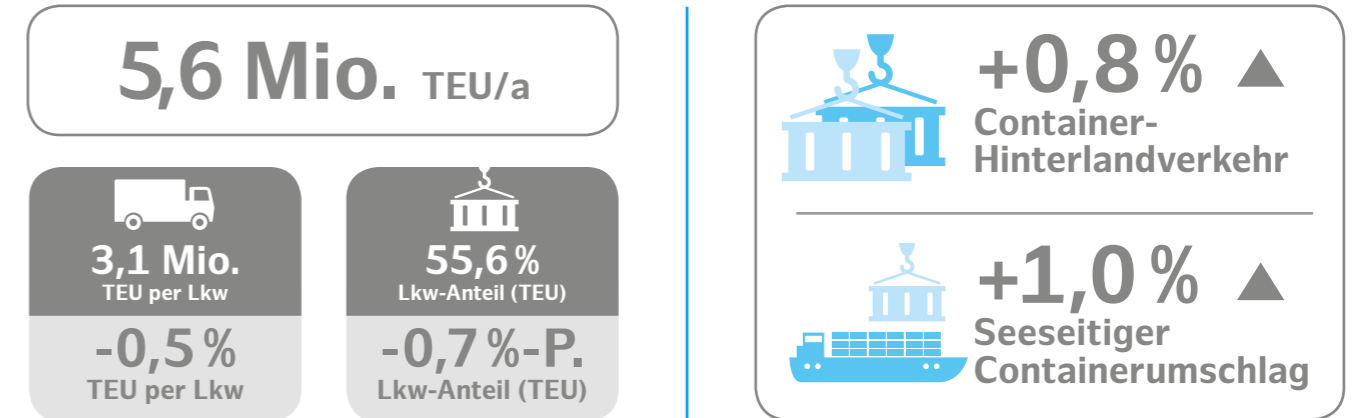 5,6 Mio. TEU/a
3,1 Mio.
TEU per Lkw
-0,5 %
TEU per Lkw
55,6 %
Lkw-Anteil (TEU)
-0,7 %-P.
Lkw-Anteil (TEU)
+0,8 %
Container-
Hinterlandverkehr
+1,0 %
Seeseitiger
Containerumschlag